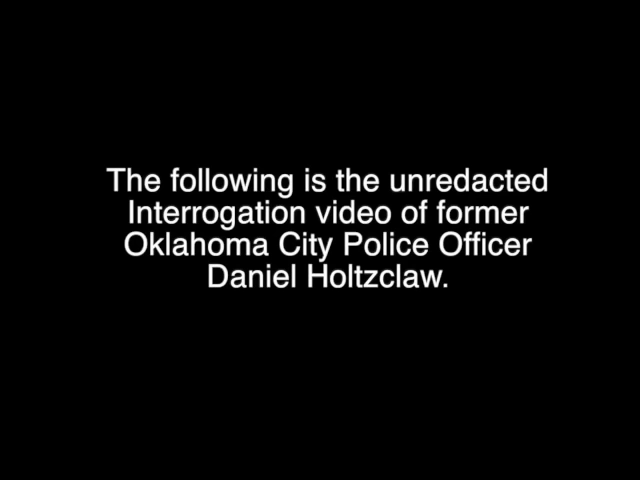 The following is the unredacted
Interrogation video of former
Oklahoma City Police Officer
Daniel Holtzclaw.